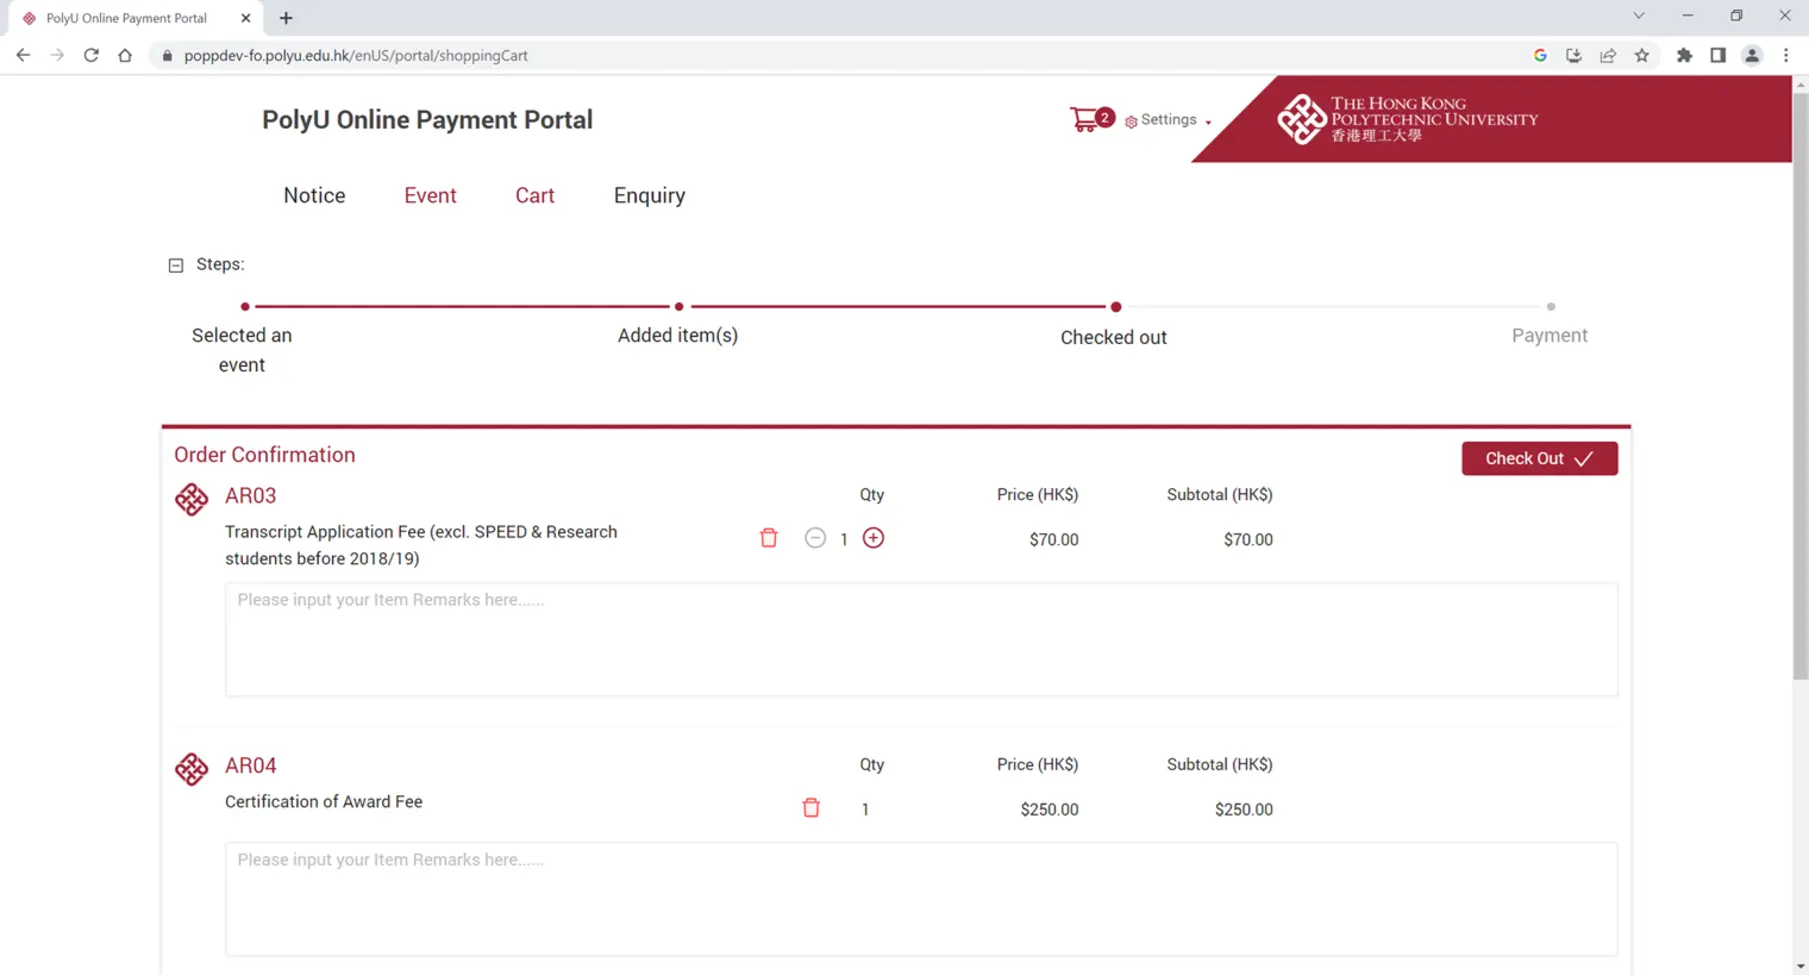 PolyU Online Payment Portal
poppdev-fo.polyu.edu.hk/enUS/portal/shoppingCart
PolyU Online Payment Portal
2
Settings
THE HONG KONG
POLYTECHNIC UNIVERSITY
香港理工大學
Notice Event Cart Enquiry
Steps:
Selected an
event
Added item(s)
Checked out
Payment
Order Confirmation
Check Out
AR03 Qty Price (HK$) Subtotal (HK$)
Transcript Application Fee (excl. SPEED & Research
students before 2018/19)
1 $70.00 $70.00
Please input your Item Remarks here......
AR04 Qty Price (HK$) Subtotal (HK$)
Certification of Award Fee 1 $250.00 $250.00
Please input your Item Remarks here......